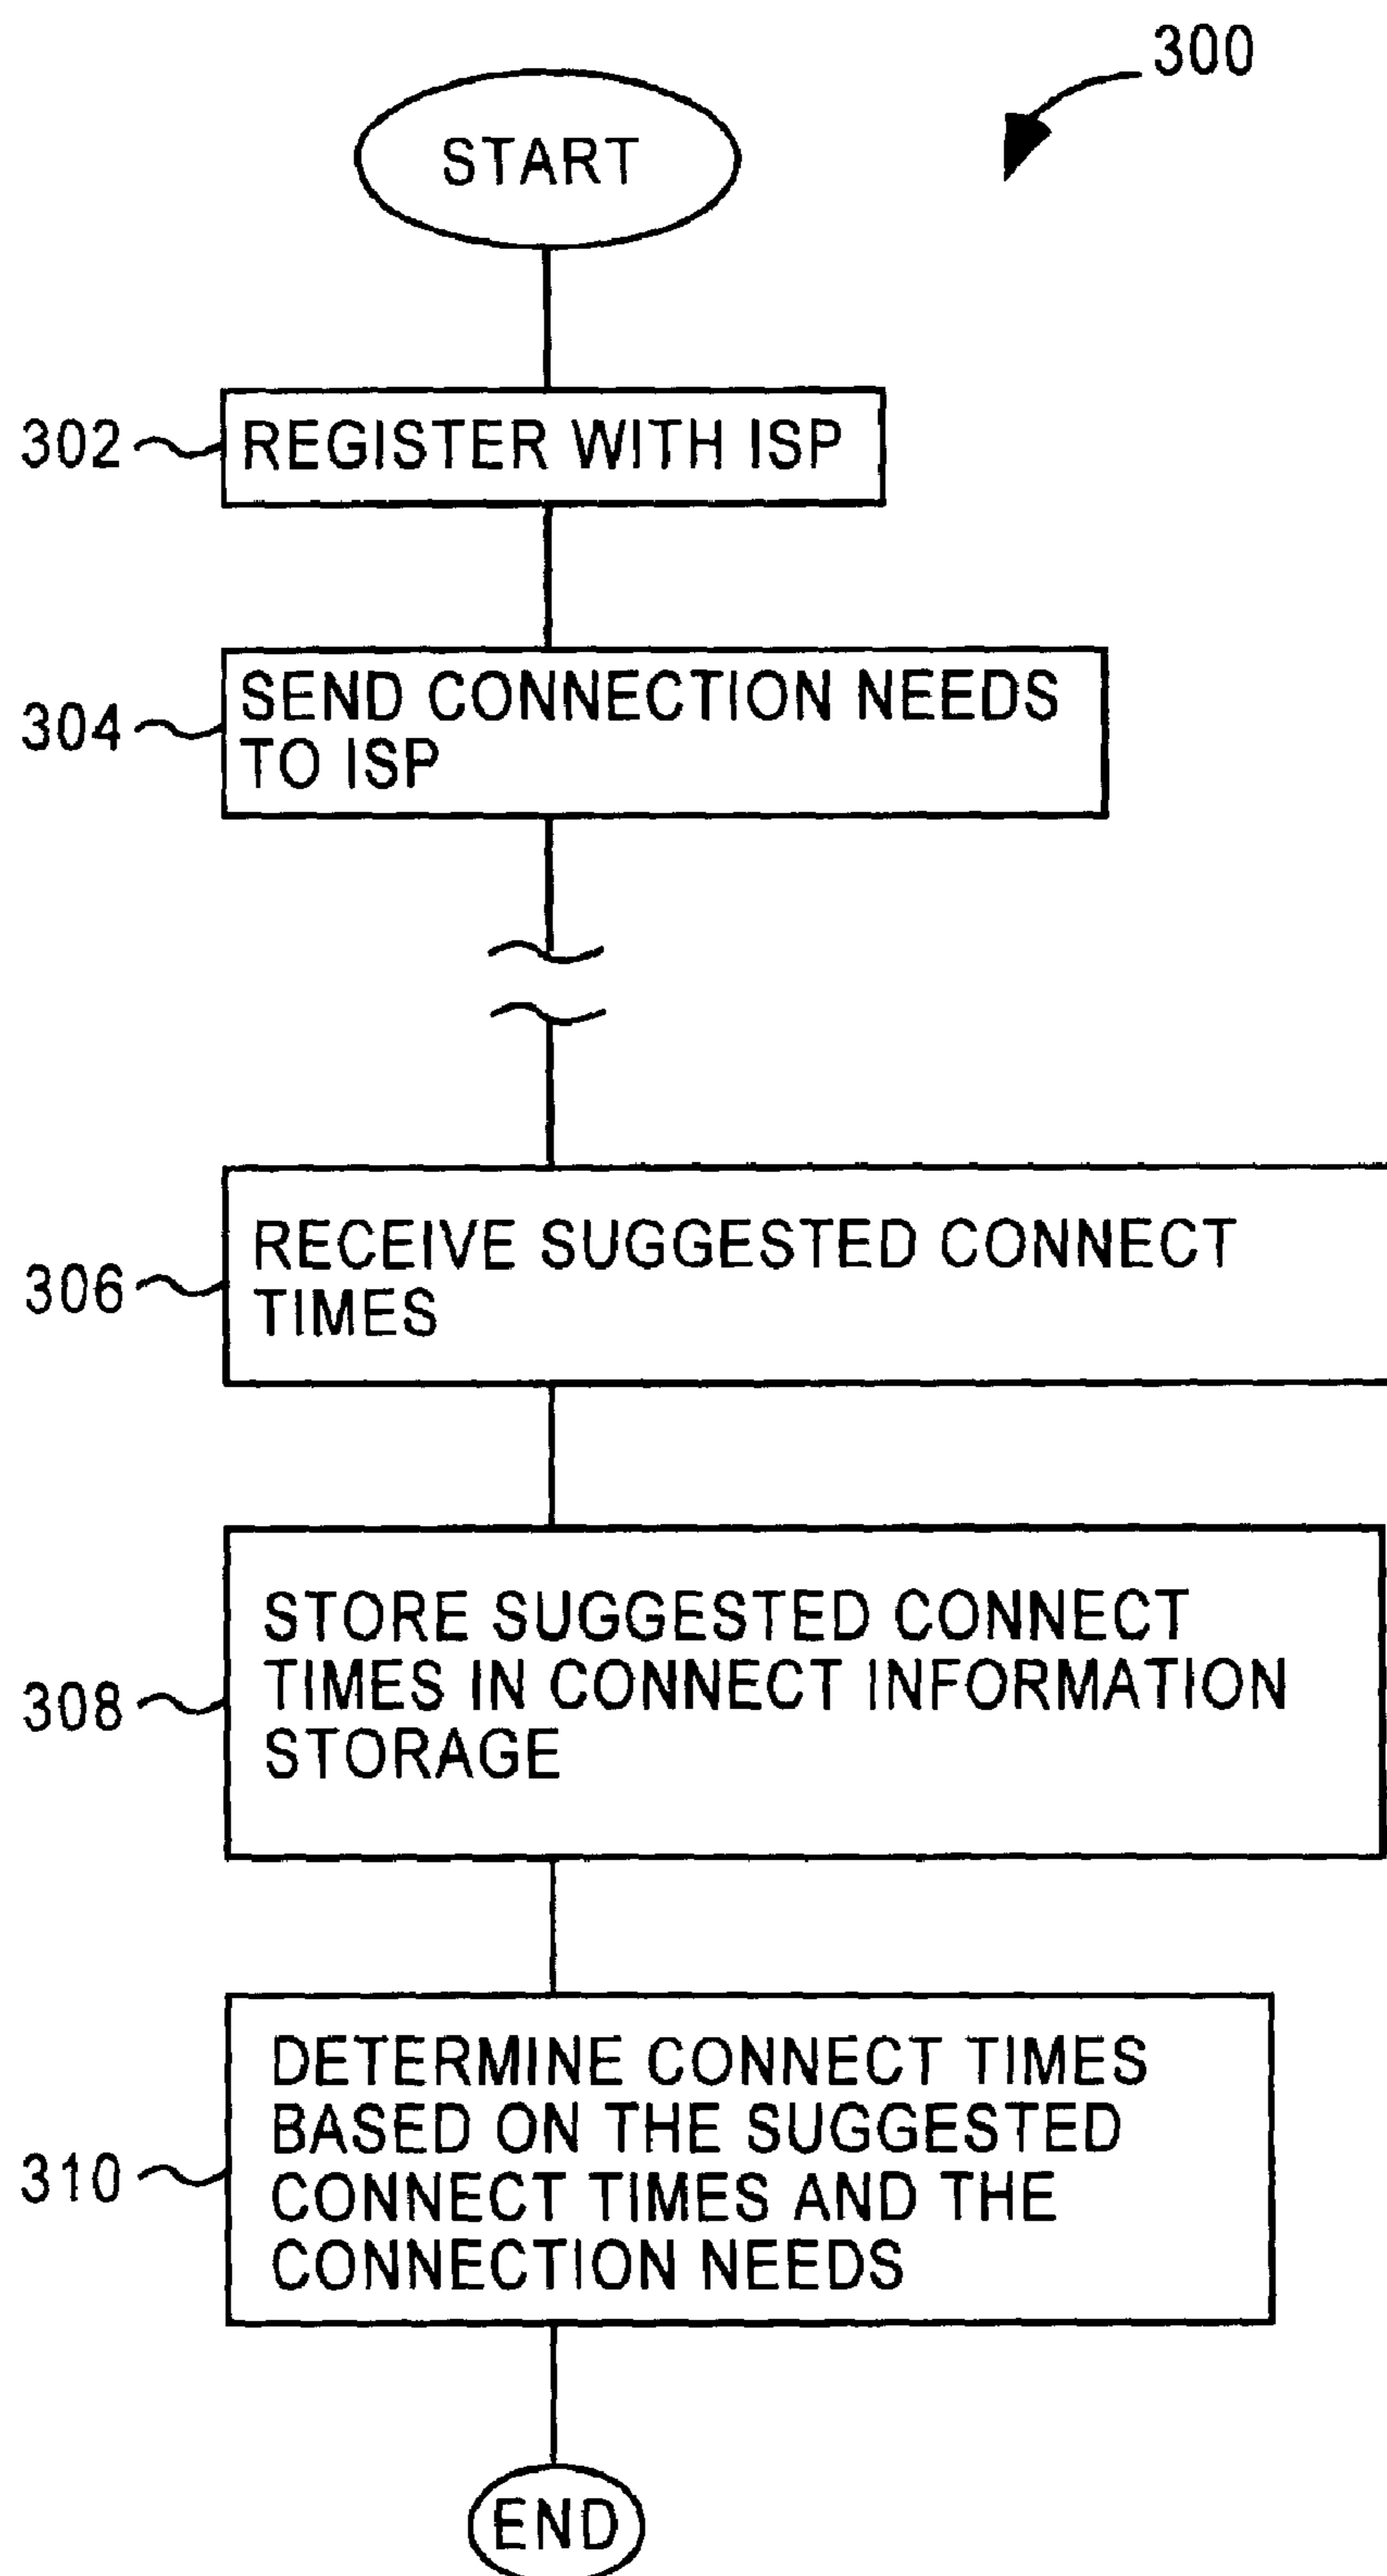 300
START
302
REGISTER WITH ISP
304
SEND CONNECTION NEEDS
TO ISP
306
RECEIVE SUGGESTED CONNECT
TIMES
308
STORE SUGGESTED CONNECT
TIMES IN CONNECT INFORMATION
STORAGE
310
DETERMINE CONNECT TIMES
BASED ON THE SUGGESTED
CONNECT TIMES AND THE
CONNECTION NEEDS
END